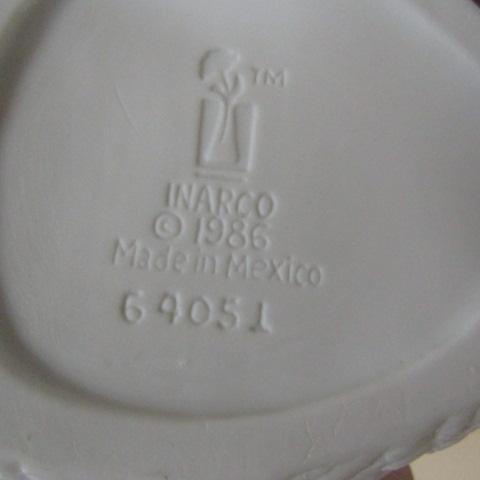 TM
INARCO
© 1986
Made in Mexico
64051